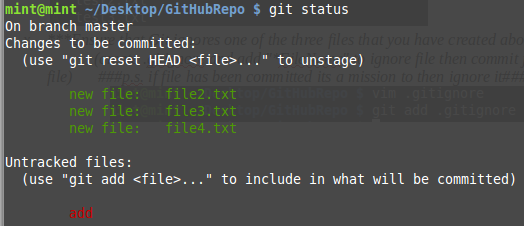 mint@mint ~/Desktop/GitHubRepo $ git status
On branch master
Changes to be committed:
  (use "git reset HEAD <file>..." to unstage)

        new file:   file2.txt
        new file:   file3.txt
        new file:   file4.txt

Untracked files:
  (use "git add <file>..." to include in what will be committed)

        add